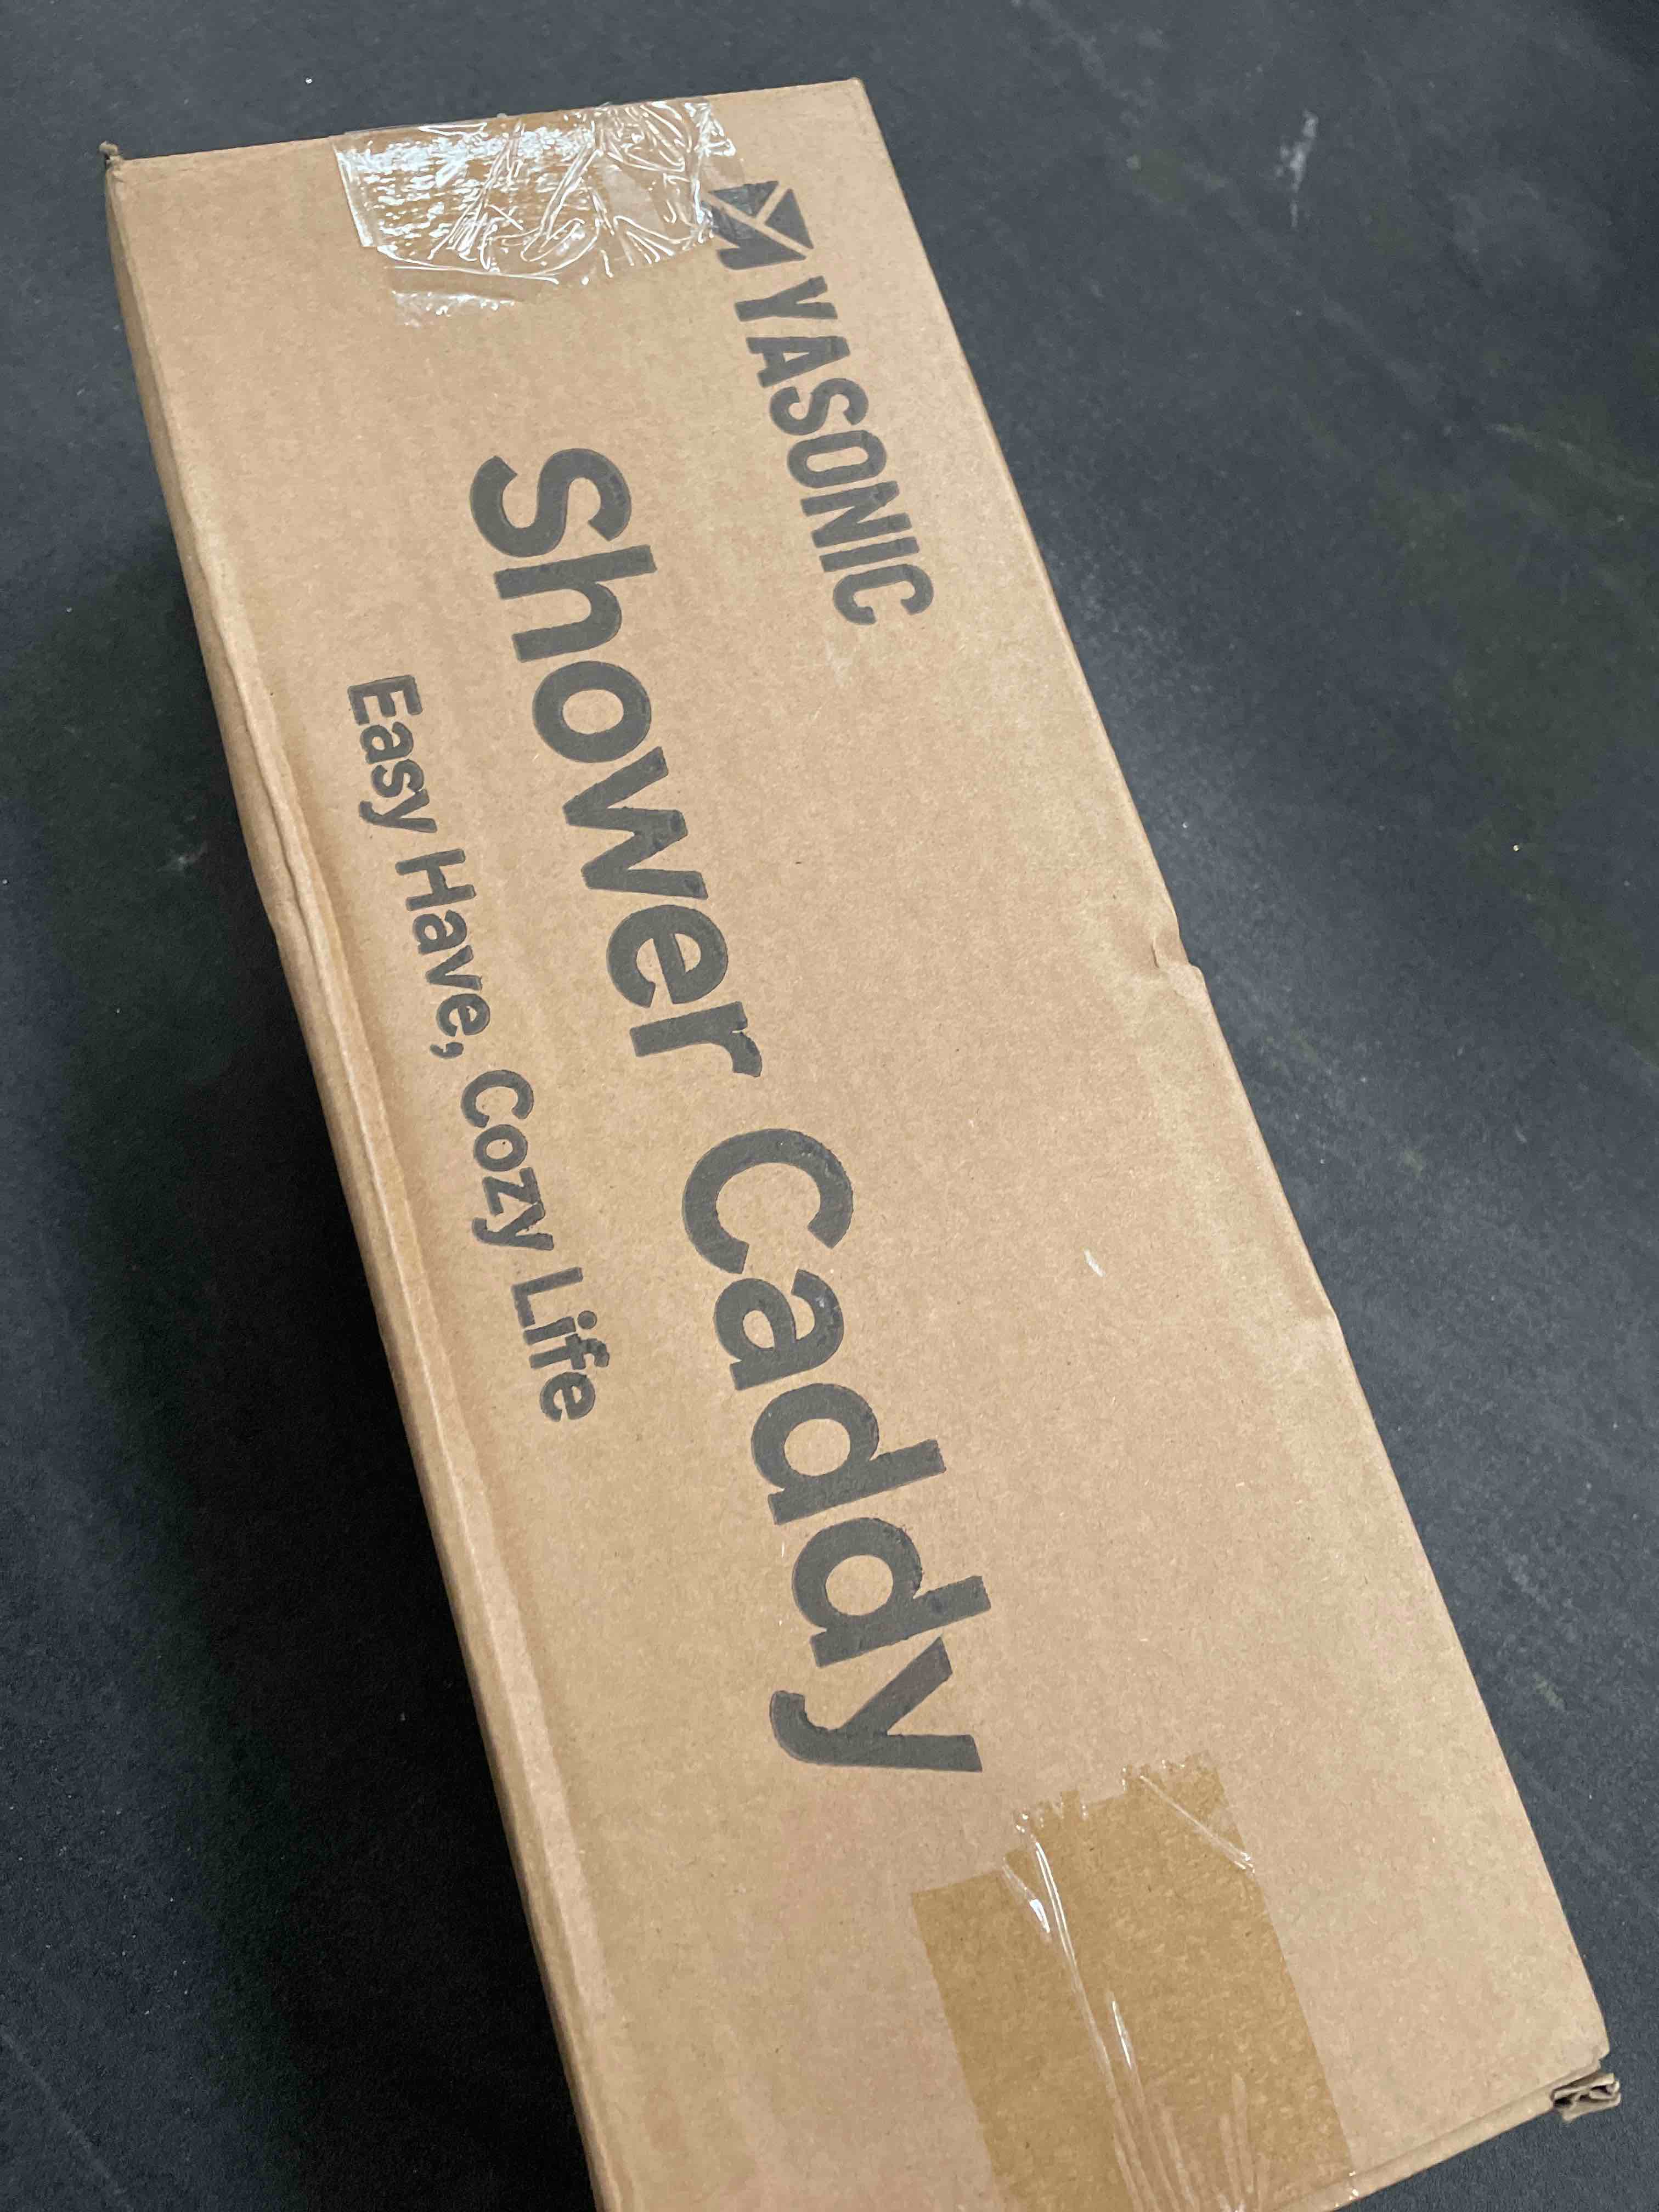 YASONIC
Shower Caddy
Easy Have, Cozy Life